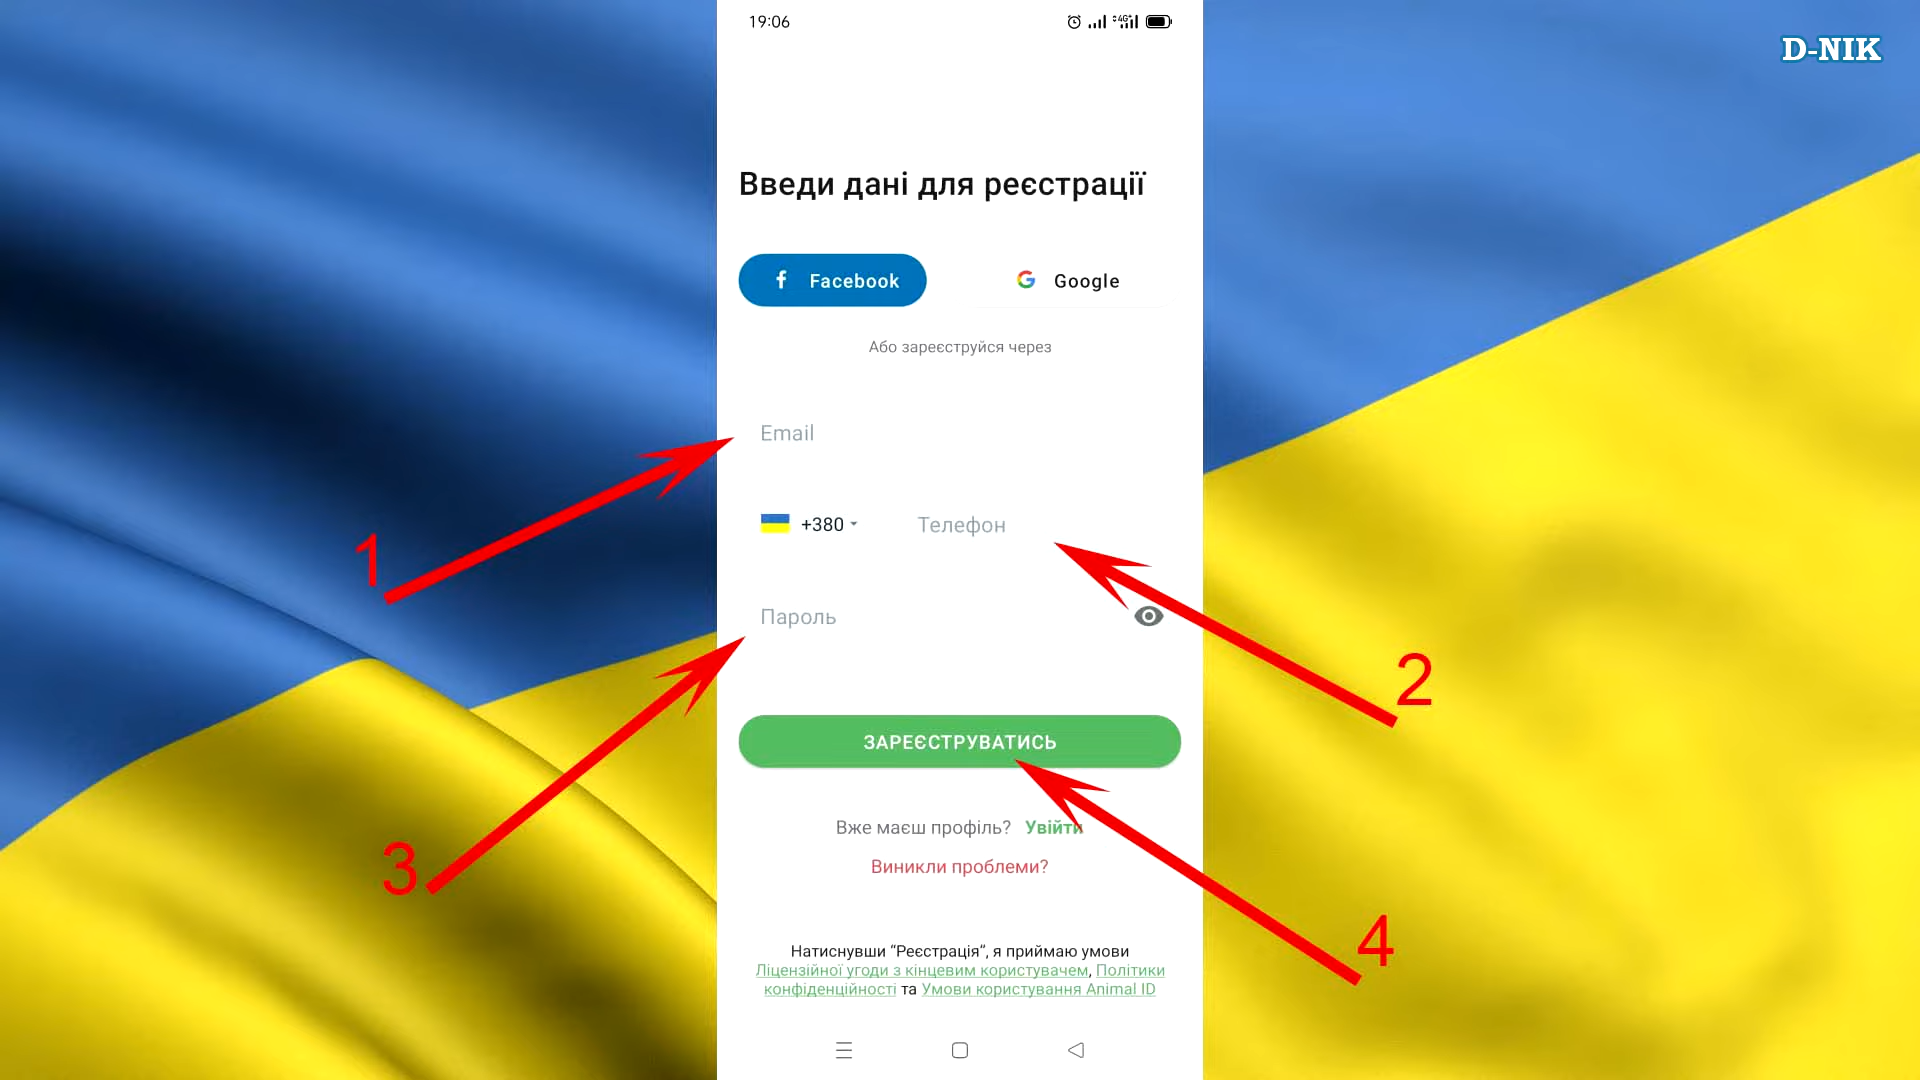 19:06
4G+
D-NIK
Введи дані для реєстрації
Facebook
Google
Або зареєструйся через
Email
+380
Телефон
Пароль
1
2
3
4
ЗАРЕЄСТРУВАТИСЬ
Вже маєш профіль? Увійти
Виникли проблеми?
Натиснувши “Реєстрація“, я приймаю умови
Ліцензійної угоди з кінцевим користувачем, Політики
конфіденційності та Умови користування Animal ID